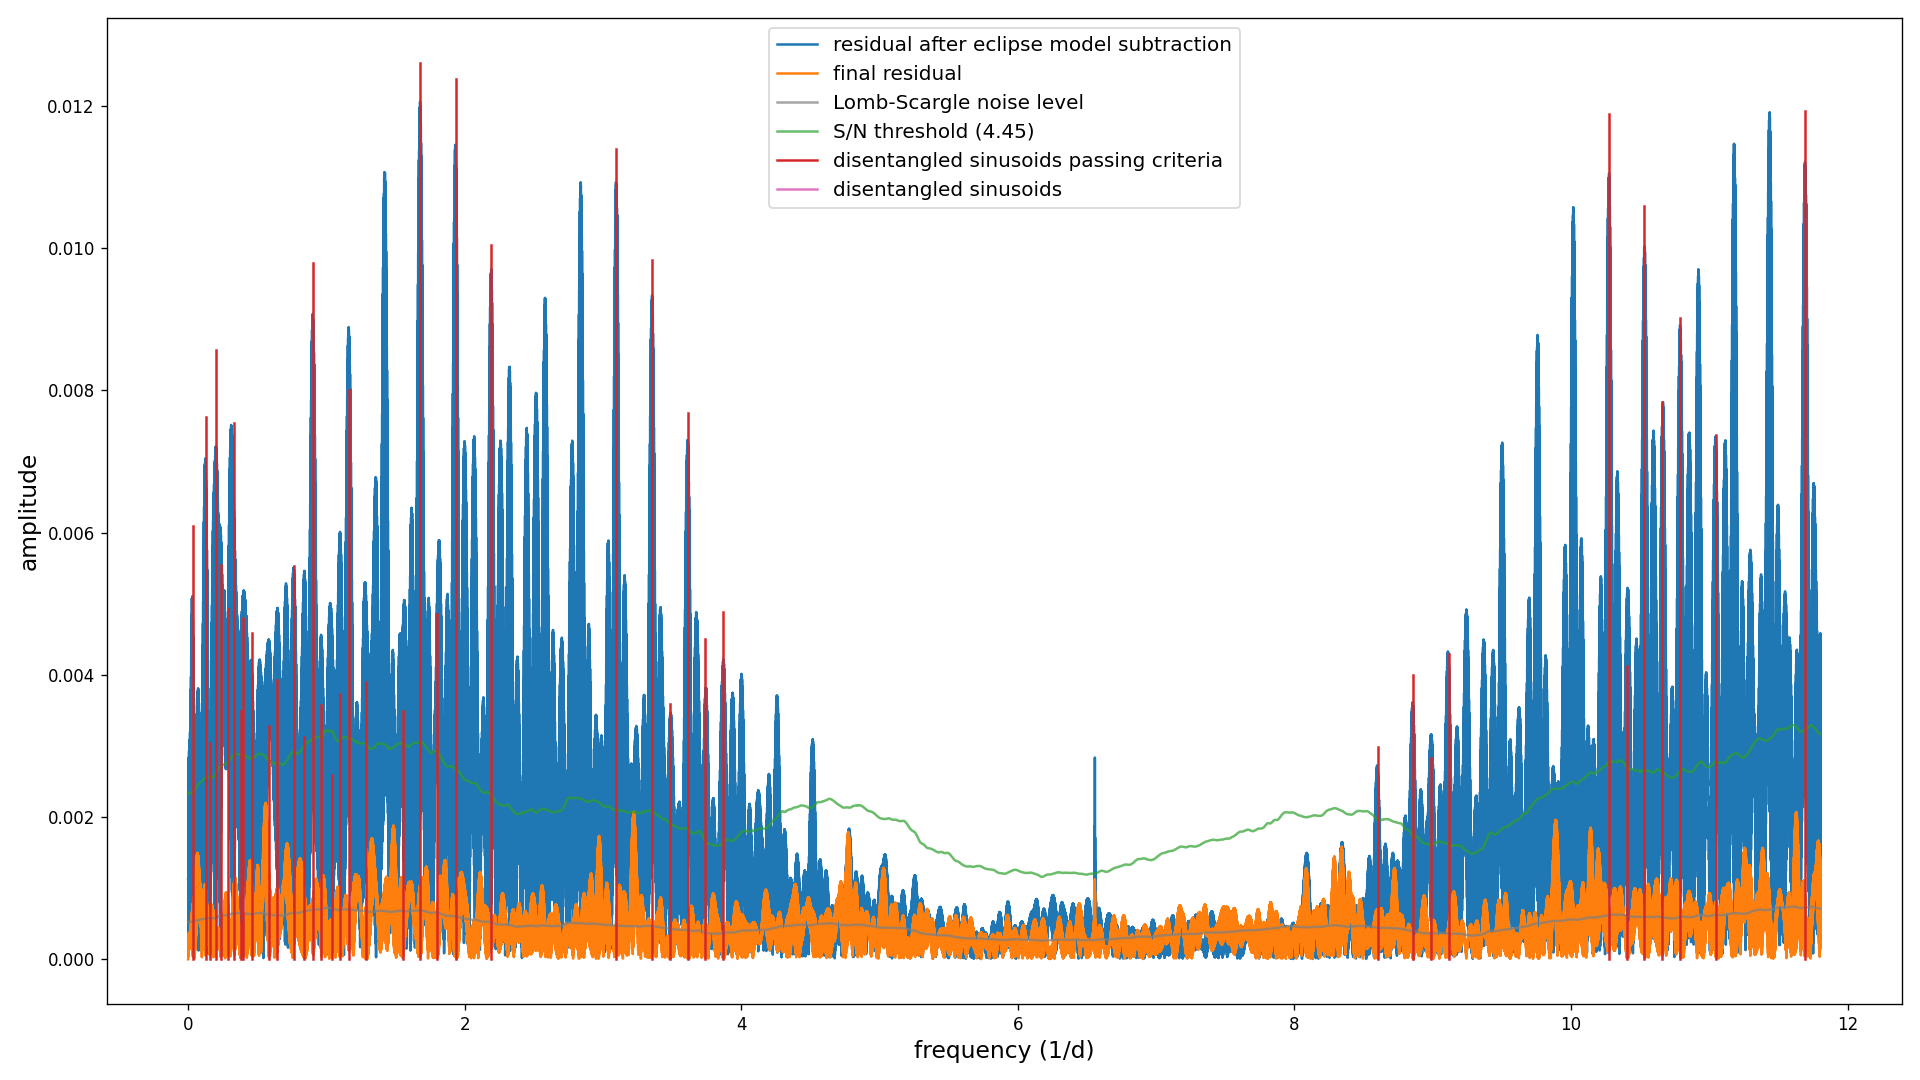 residual after eclipse model subtraction
final residual
Lomb-Scargle noise level
S/N threshold (4.45)
disentangled sinusoids passing criteria
disentangled sinusoids
amplitude
0.012
0.010
0.008
0.006
0.004
0.002
0.000
0 2 4 6 8 10 12
frequency (1/d)